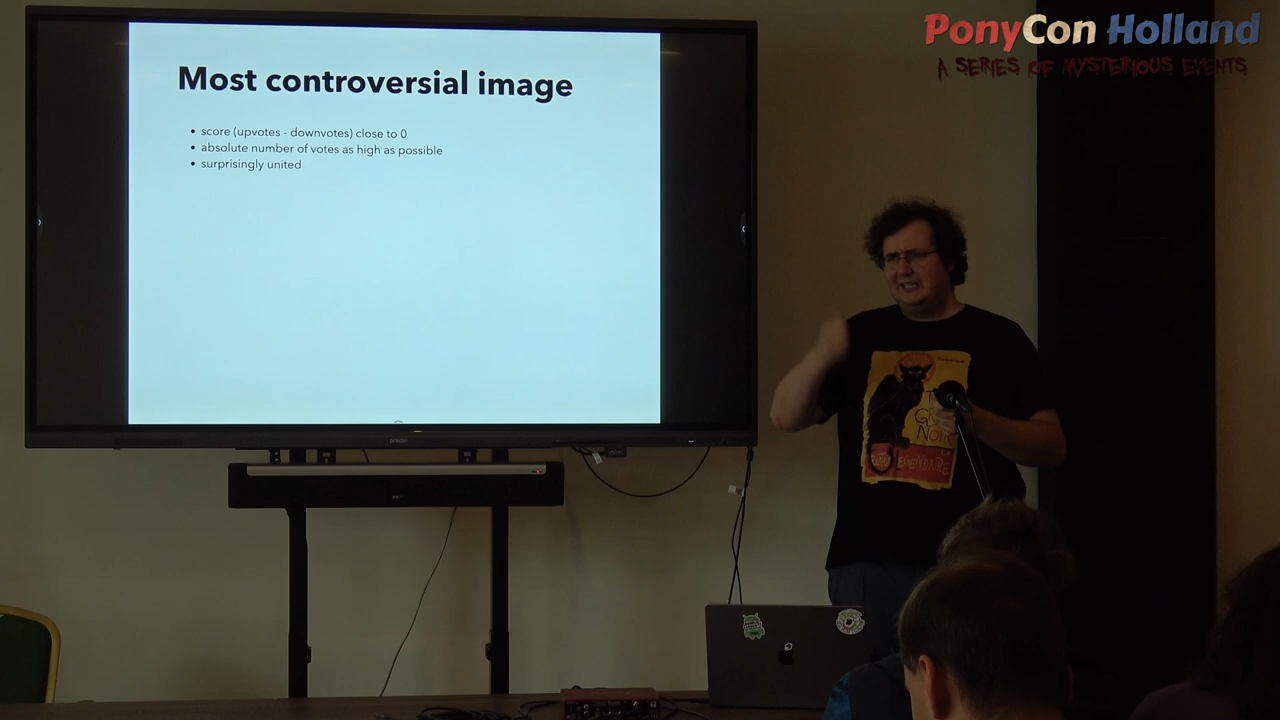 PonyCon Holland
A SERIES OF MYSTERIOUS EVENTS
Most controversial image
• score (upvotes - downvotes) close to 0
• absolute number of votes as high as possible
• surprisingly united
NOIR